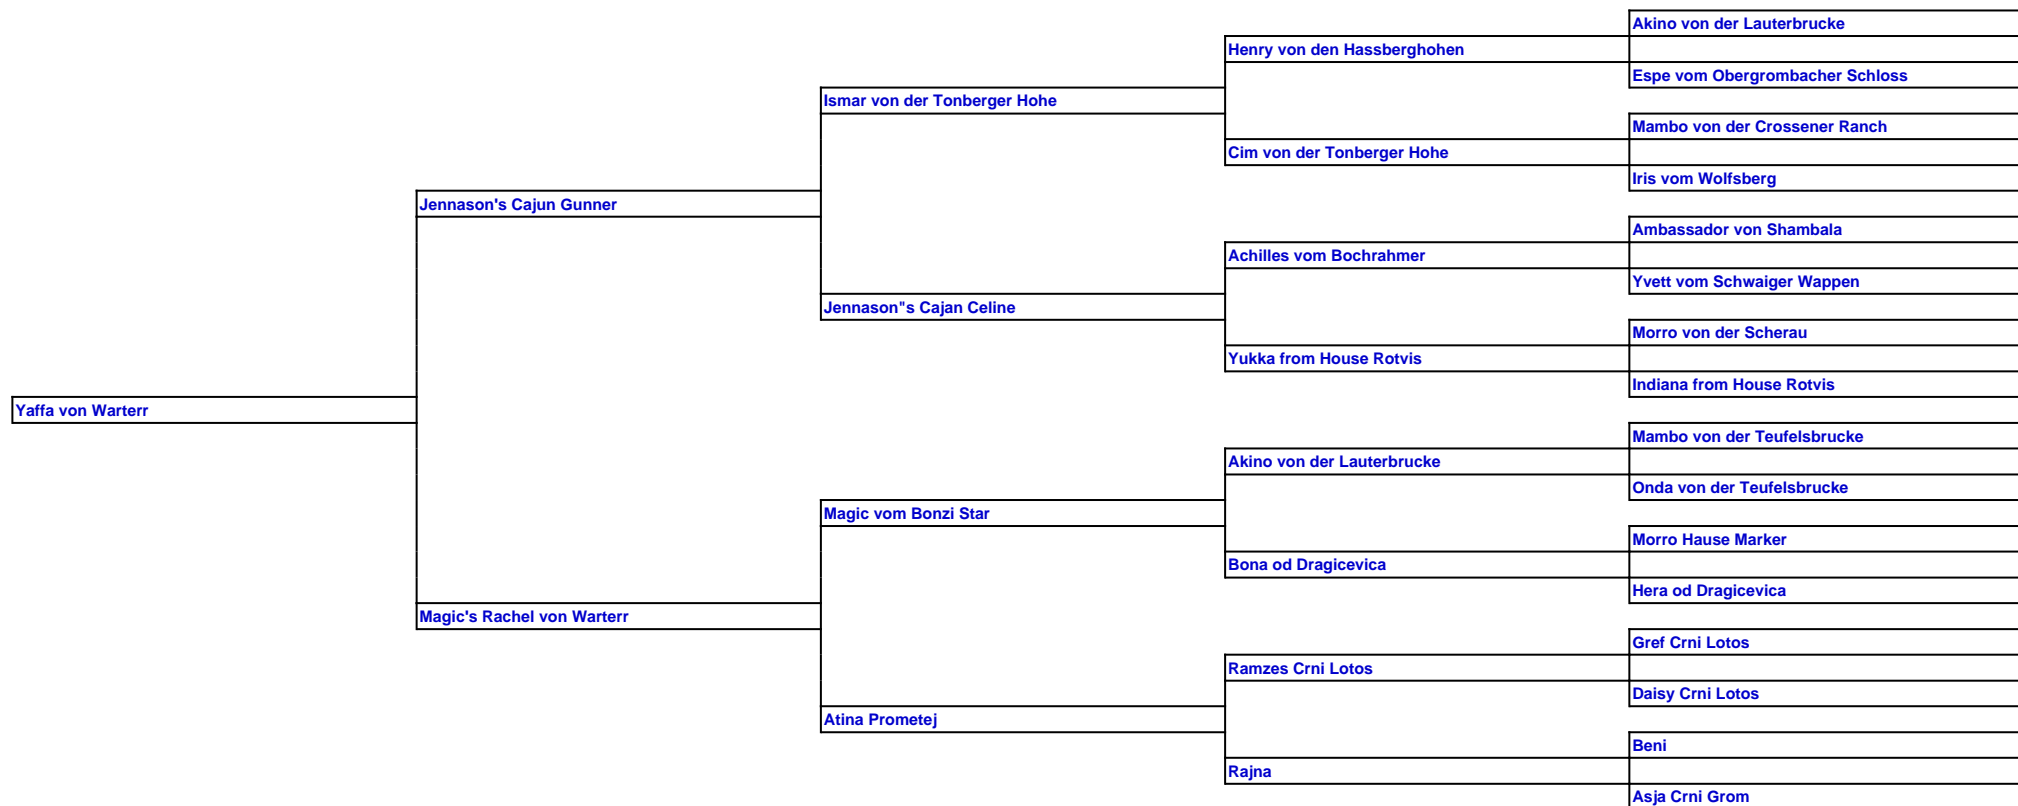 Akino von der Lauterbrucke
Henry von den Hassberghohen
Espe vom Obergrombacher Schloss
Ismar von der Tonberger Hohe
Mambo von der Crossener Ranch
Cim von der Tonberger Hohe
Iris vom Wolfsberg
Jennason's Cajun Gunner
Ambassador von Shambala
Achilles vom Bochrahmer
Yvett vom Schwaiger Wappen
Jennason"s Cajan Celine
Morro von der Scherau
Yukka from House Rotvis
Indiana from House Rotvis
Yaffa von Warterr
Mambo von der Teufelsbrucke
Akino von der Lauterbrucke
Onda von der Teufelsbrucke
Magic vom Bonzi Star
Morro Hause Marker
Bona od Dragicevica
Hera od Dragicevica
Magic's Rachel von Warterr
Gref Crni Lotos
Ramzes Crni Lotos
Daisy Crni Lotos
Atina Prometej
Beni
Rajna
Asja Crni Grom